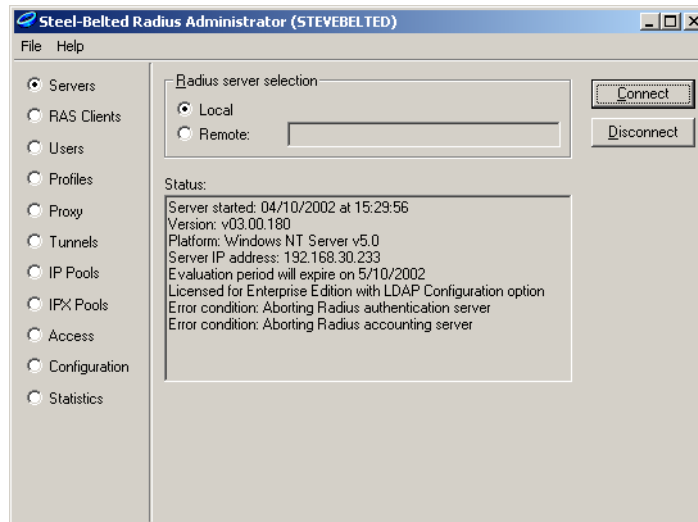 Steel-Belted Radius Administrator (STEVEBELTED)
File Help
Servers
RAS Clients
Users
Profiles
Proxy
Tunnels
IP Pools
IPX Pools
Access
Configuration
Statistics
Radius server selection
Local
Remote:
Connect
Disconnect
Status:
Server started: 04/10/2002 at 15:29:56
Version: v03.00.180
Platform: Windows NT Server v5.0
Server IP address: 192.168.30.233
Evaluation period will expire on 5/10/2002
Licensed for Enterprise Edition with LDAP Configuration option
Error condition: Aborting Radius authentication server
Error condition: Aborting Radius accounting server